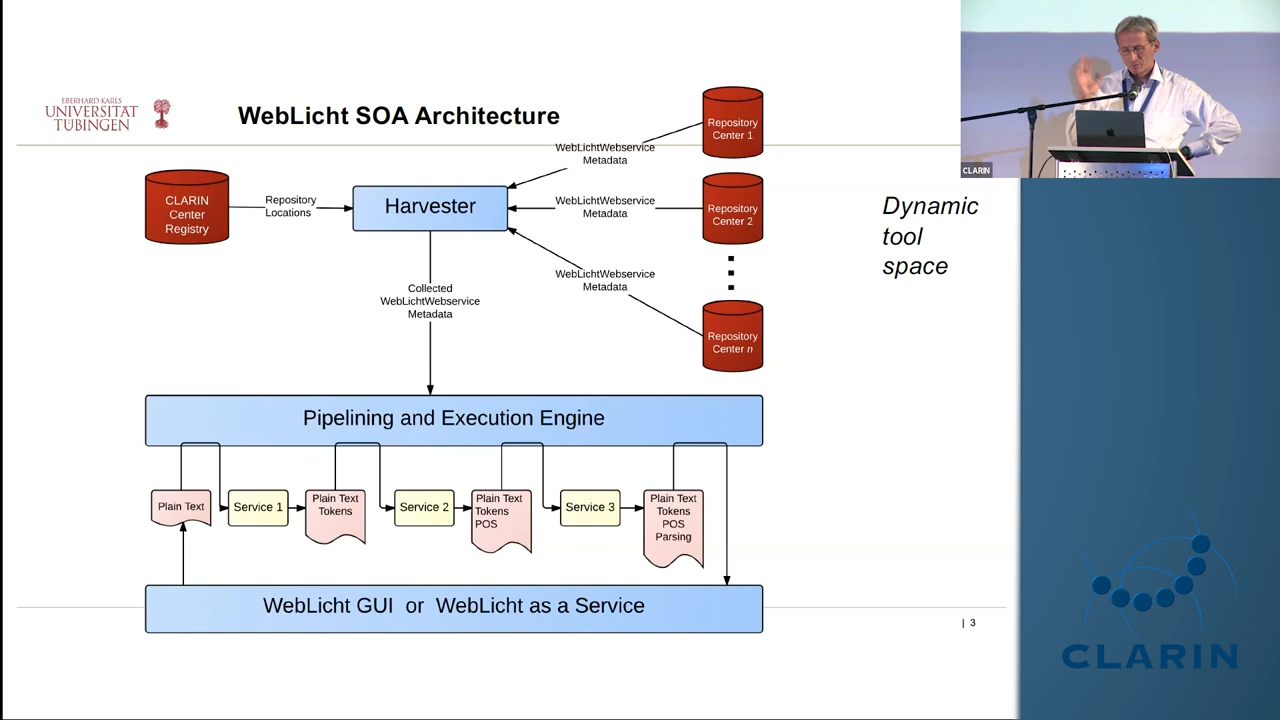 EBERHARD KARLS
UNIVERSITÄT
TÜBINGEN
WebLicht SOA Architecture
CLARIN
Repository
Center 1
WebLichtWebservice
Metadata
CLARIN
Center
Registry
Repository
Locations
Harvester
WebLichtWebservice
Metadata
Repository
Center 2
Dynamic
tool
space
WebLichtWebservice
Metadata
Collected
WebLichtWebservice
Metadata
Repository
Center n
Pipelining and Execution Engine
Plain Text
Service 1
Plain Text
Tokens
Service 2
Plain Text
Tokens
POS
Service 3
Plain Text
Tokens
POS
Parsing
WebLicht GUI or WebLicht as a Service
| 3
CLARIN